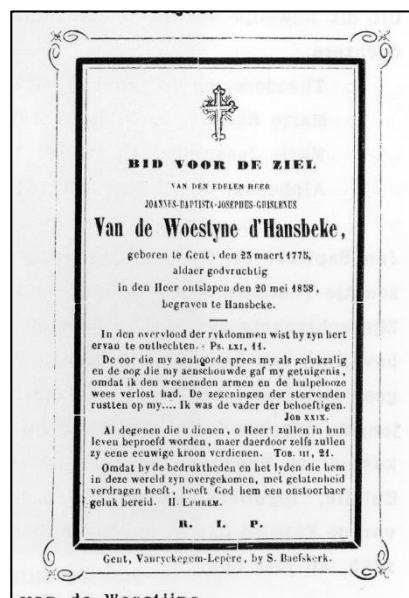 BID VOOR DE ZIEL
VAN DEN EDELEN HEER
JOANNES-BAPTISTA-JOSEPHUS-GHISLENUS
Van de Woestyne d'Hansbeke,
geboren te Gent, den 23 maert 1775,
aldaer godvruchtig
in den Heer ontslapen den 20 mei 1858,
begraven te Hansbeke.
In den overvloed der rykdommen wist hy zyn hert
ervan te onthechten. Ps. LXI, 11.
De oor die my aenhoorde prees my als gelukzalig
en de oog die my aenschouwde gaf my getuigenis,
omdat ik den weenenden armen en de hulpelooze
wees verlost had. De zegeningen der stervenden
rustten op my.... Ik was de vader der behoeftigen.
JOB XXIX.
Al degenen die u dienen, o Heer! zullen in hun
leven beproefd worden, maer daerdoor zelfs zullen
zy eene eeuwige kroon verdienen. TOB. III, 21.
Omdat hy de bedruktheden en het lyden die hem
in deze wereld zyn overgekomen, met gelatenheid
verdragen heeft, heeft God hem een onstoorbaer
geluk bereid. H. EPHREM.
R. I. P.
Gent, Vanryckegem-Lepère, by S. Baefskerk.